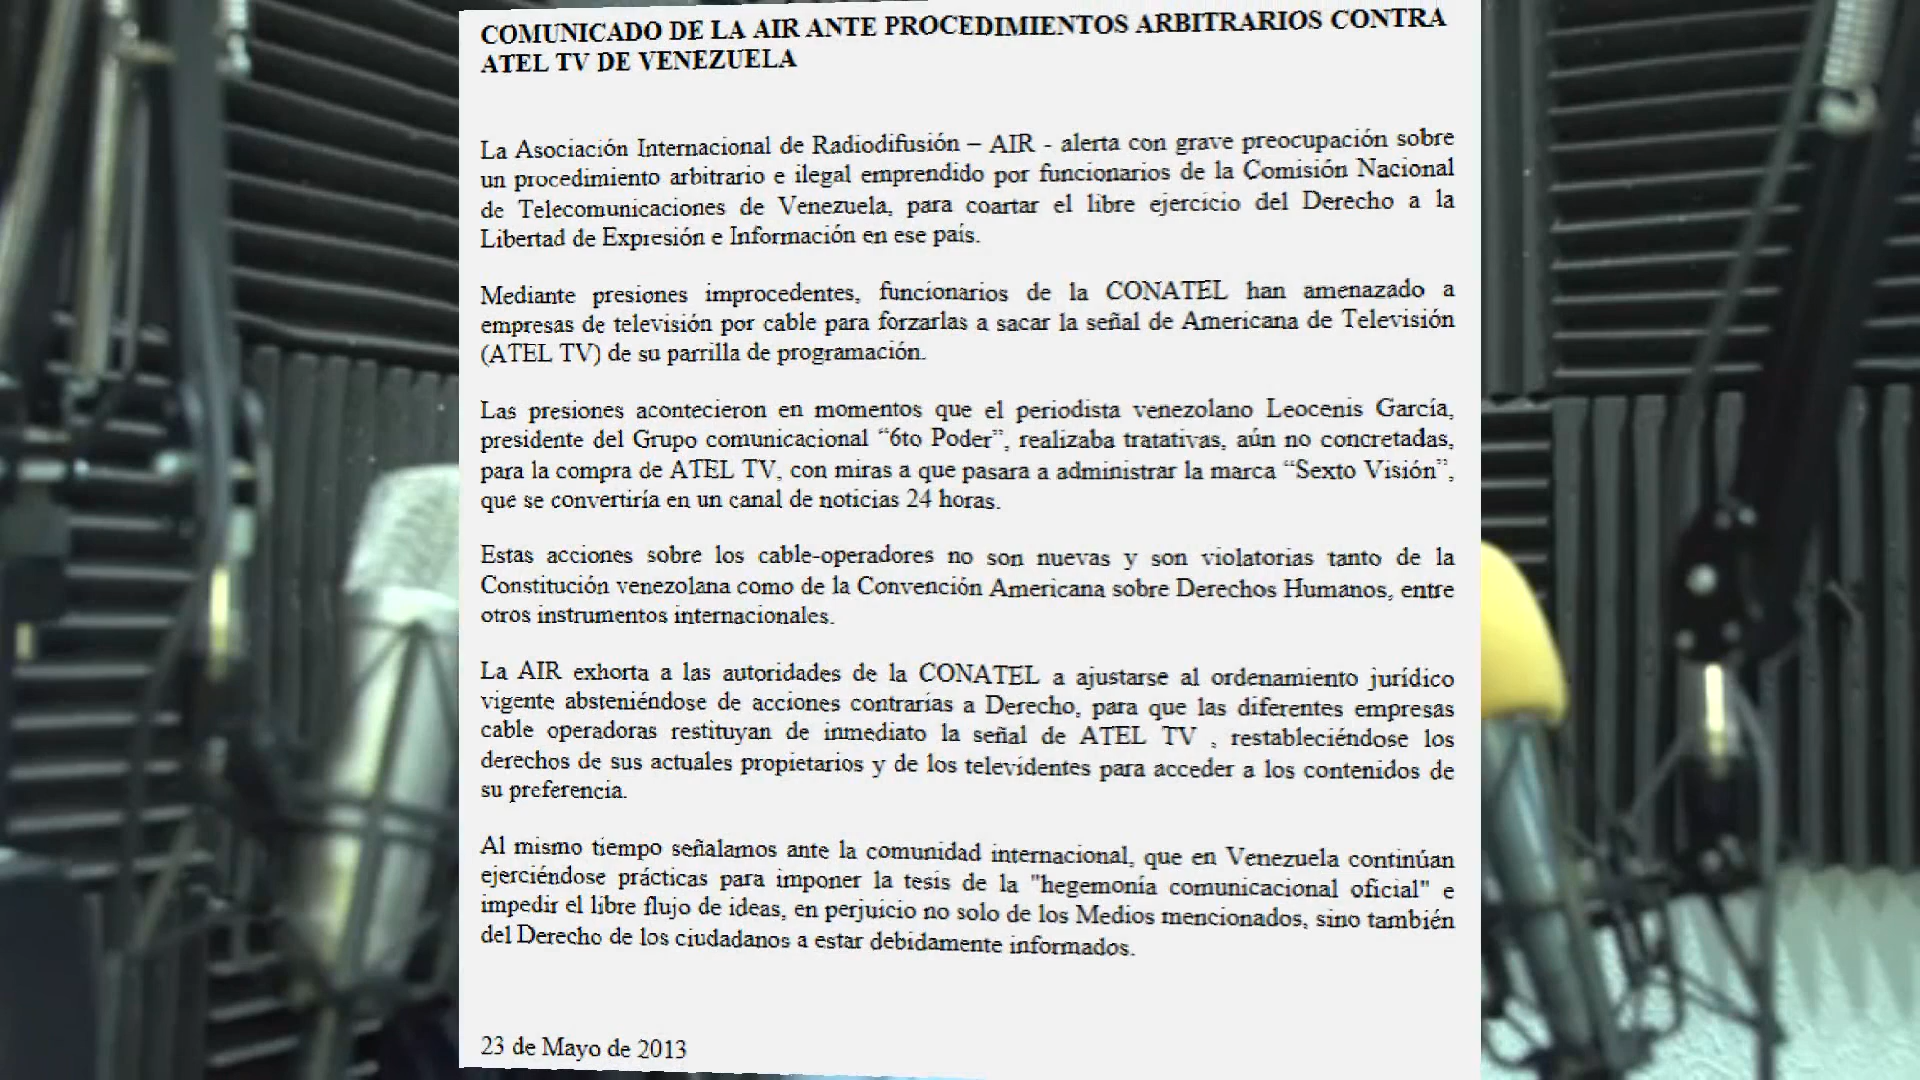 COMUNICADO DE LA AIR ANTE PROCEDIMIENTOS ARBITRARIOS CONTRA
ATEL TV DE VENEZUELA
La Asociación Internacional de Radiodifusión – AIR - alerta con grave preocupación sobre
un procedimiento arbitrario e ilegal emprendido por funcionarios de la Comisión Nacional
de Telecomunicaciones de Venezuela, para coartar el libre ejercicio del Derecho a la
Libertad de Expresión e Información en ese país.
Mediante presiones improcedentes, funcionarios de la CONATEL han amenazado a
empresas de televisión por cable para forzarlas a sacar la señal de Americana de Televisión
(ATEL TV) de su parrilla de programación.
Las presiones acontecieron en momentos que el periodista venezolano Leocenis García,
presidente del Grupo comunicacional “6to Poder”, realizaba tratativas, aún no concretadas,
para la compra de ATEL TV, con miras a que pasara a administrar la marca “Sexto Visión”,
que se convertiría en un canal de noticias 24 horas.
Estas acciones sobre los cable-operadores no son nuevas y son violatorias tanto de la
Constitución venezolana como de la Convención Americana sobre Derechos Humanos, entre
otros instrumentos internacionales.
La AIR exhorta a las autoridades de la CONATEL a ajustarse al ordenamiento jurídico
vigente absteniéndose de acciones contrarias a Derecho, para que las diferentes empresas
cable operadoras restituyan de inmediato la señal de ATEL TV , restableciéndose los
derechos de sus actuales propietarios y de los televidentes para acceder a los contenidos de
su preferencia.
Al mismo tiempo señalamos ante la comunidad internacional, que en Venezuela continúan
ejerciéndose prácticas para imponer la tesis de la "hegemonía comunicacional oficial" e
impedir el libre flujo de ideas, en perjuicio no solo de los Medios mencionados, sino también
del Derecho de los ciudadanos a estar debidamente informados.
23 de Mayo de 2013